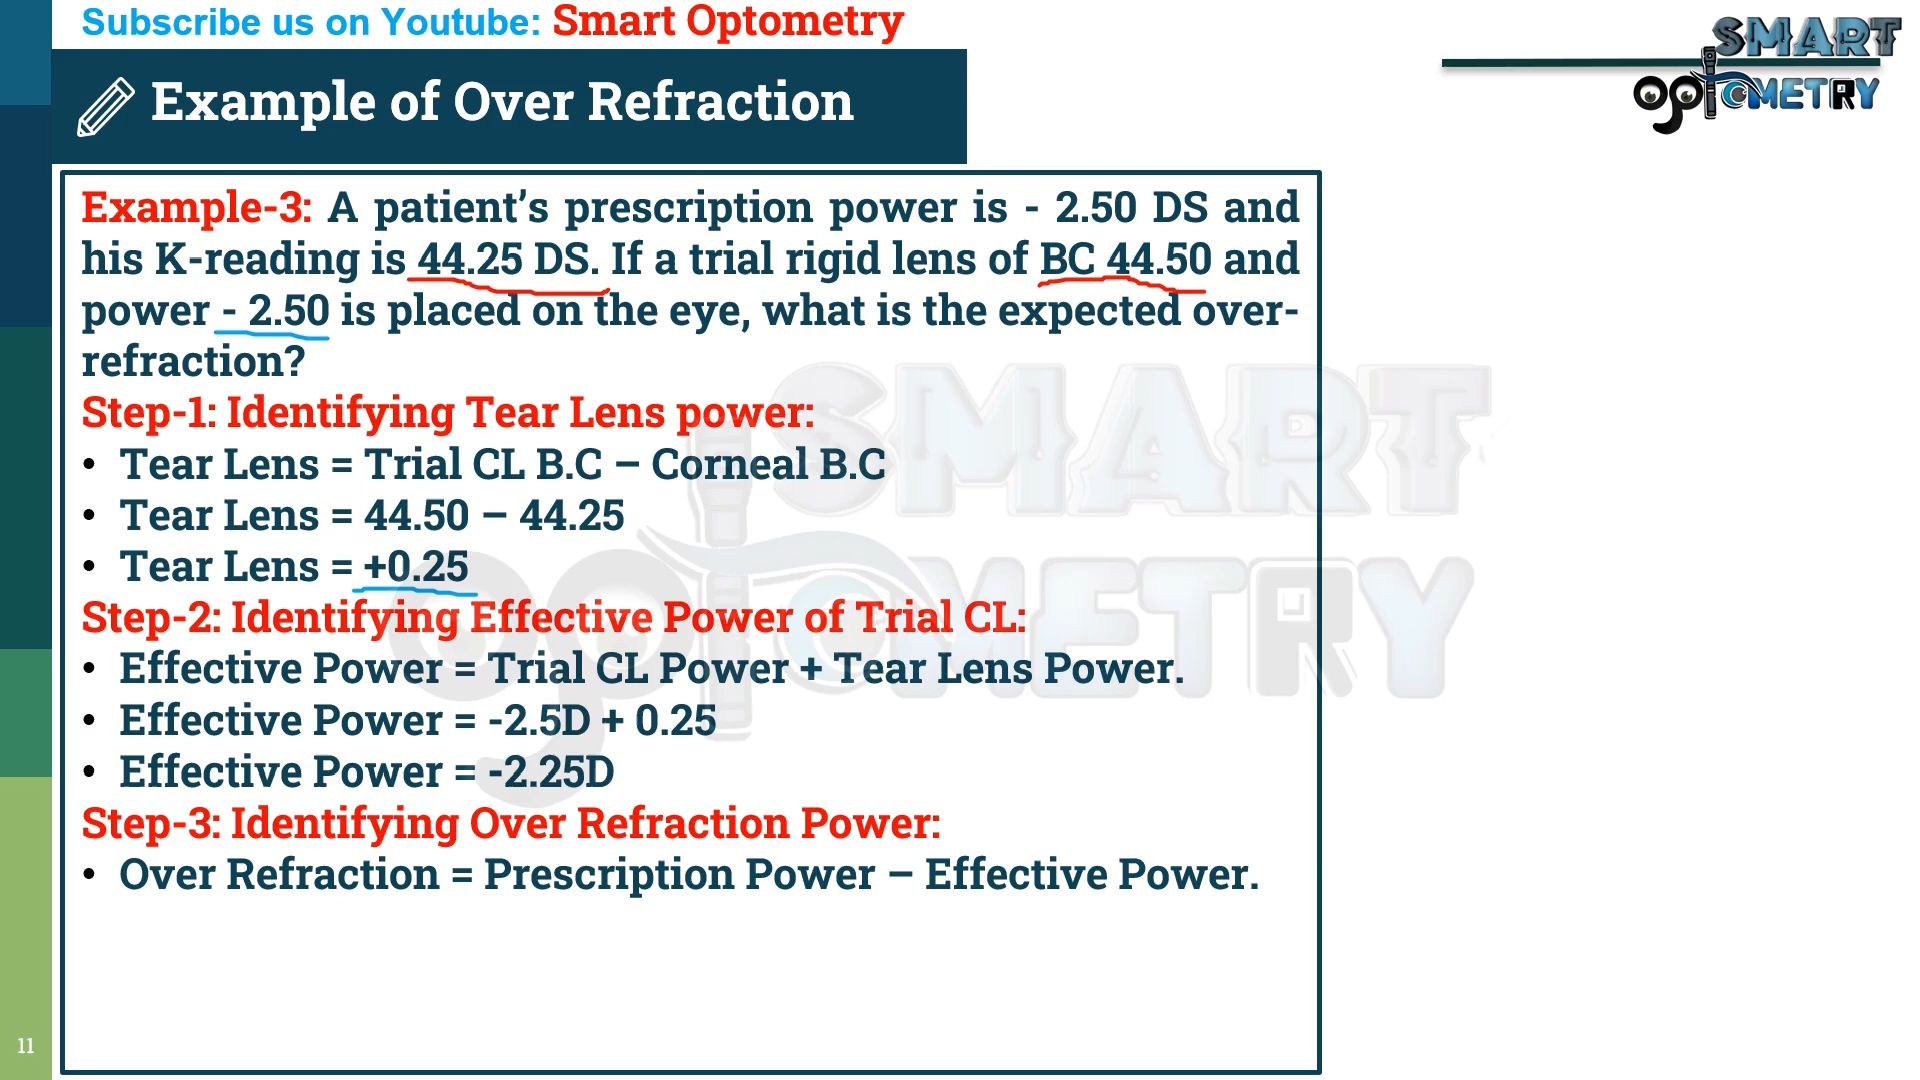 Subscribe us on Youtube: Smart Optometry
SMART
OPTOMETRY
Example of Over Refraction
Example-3: A patient’s prescription power is - 2.50 DS and
his K-reading is 44.25 DS. If a trial rigid lens of BC 44.50 and
power - 2.50 is placed on the eye, what is the expected over-
refraction?
Step-1: Identifying Tear Lens power:
• Tear Lens = Trial CL B.C – Corneal B.C
• Tear Lens = 44.50 – 44.25
• Tear Lens = +0.25
Step-2: Identifying Effective Power of Trial CL:
• Effective Power = Trial CL Power + Tear Lens Power.
• Effective Power = -2.5D + 0.25
• Effective Power = -2.25D
Step-3: Identifying Over Refraction Power:
• Over Refraction = Prescription Power – Effective Power.
SMART
OPTOMETRY
11